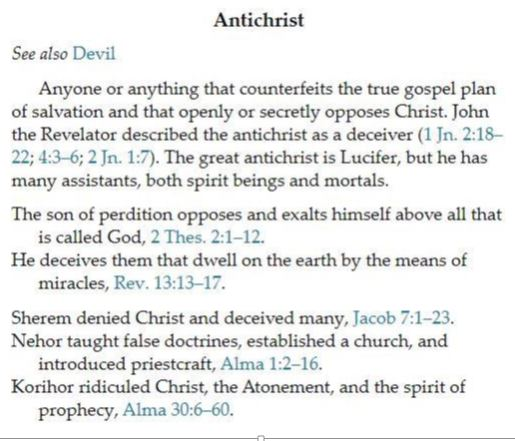 Antichrist
See also Devil
Anyone or anything that counterfeits the true gospel plan
of salvation and that openly or secretly opposes Christ. John
the Revelator described the antichrist as a deceiver (1 Jn. 2:18–
22; 4:3–6; 2 Jn. 1:7). The great antichrist is Lucifer, but he has
many assistants, both spirit beings and mortals.
The son of perdition opposes and exalts himself above all that
is called God, 2 Thes. 2:1–12.
He deceives them that dwell on the earth by the means of
miracles, Rev. 13:13–17.
Sherem denied Christ and deceived many, Jacob 7:1–23.
Nehor taught false doctrines, established a church, and
introduced priestcraft, Alma 1:2–16.
Korihor ridiculed Christ, the Atonement, and the spirit of
prophecy, Alma 30:6–60.